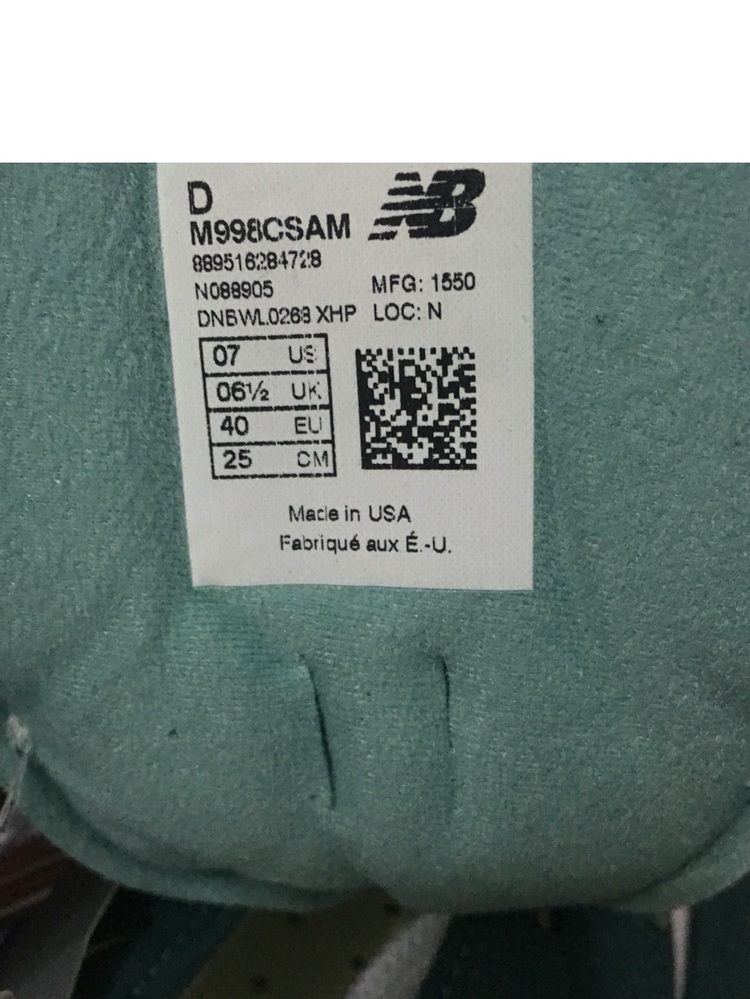 D
NB
M998CSAM
889516284728
N088905
MFG: 1550
DNBWL0268 XHP LOC: N
07 US
06½ UK
40 EU
25 CM
Made in USA
Fabriqué aux É.-U.